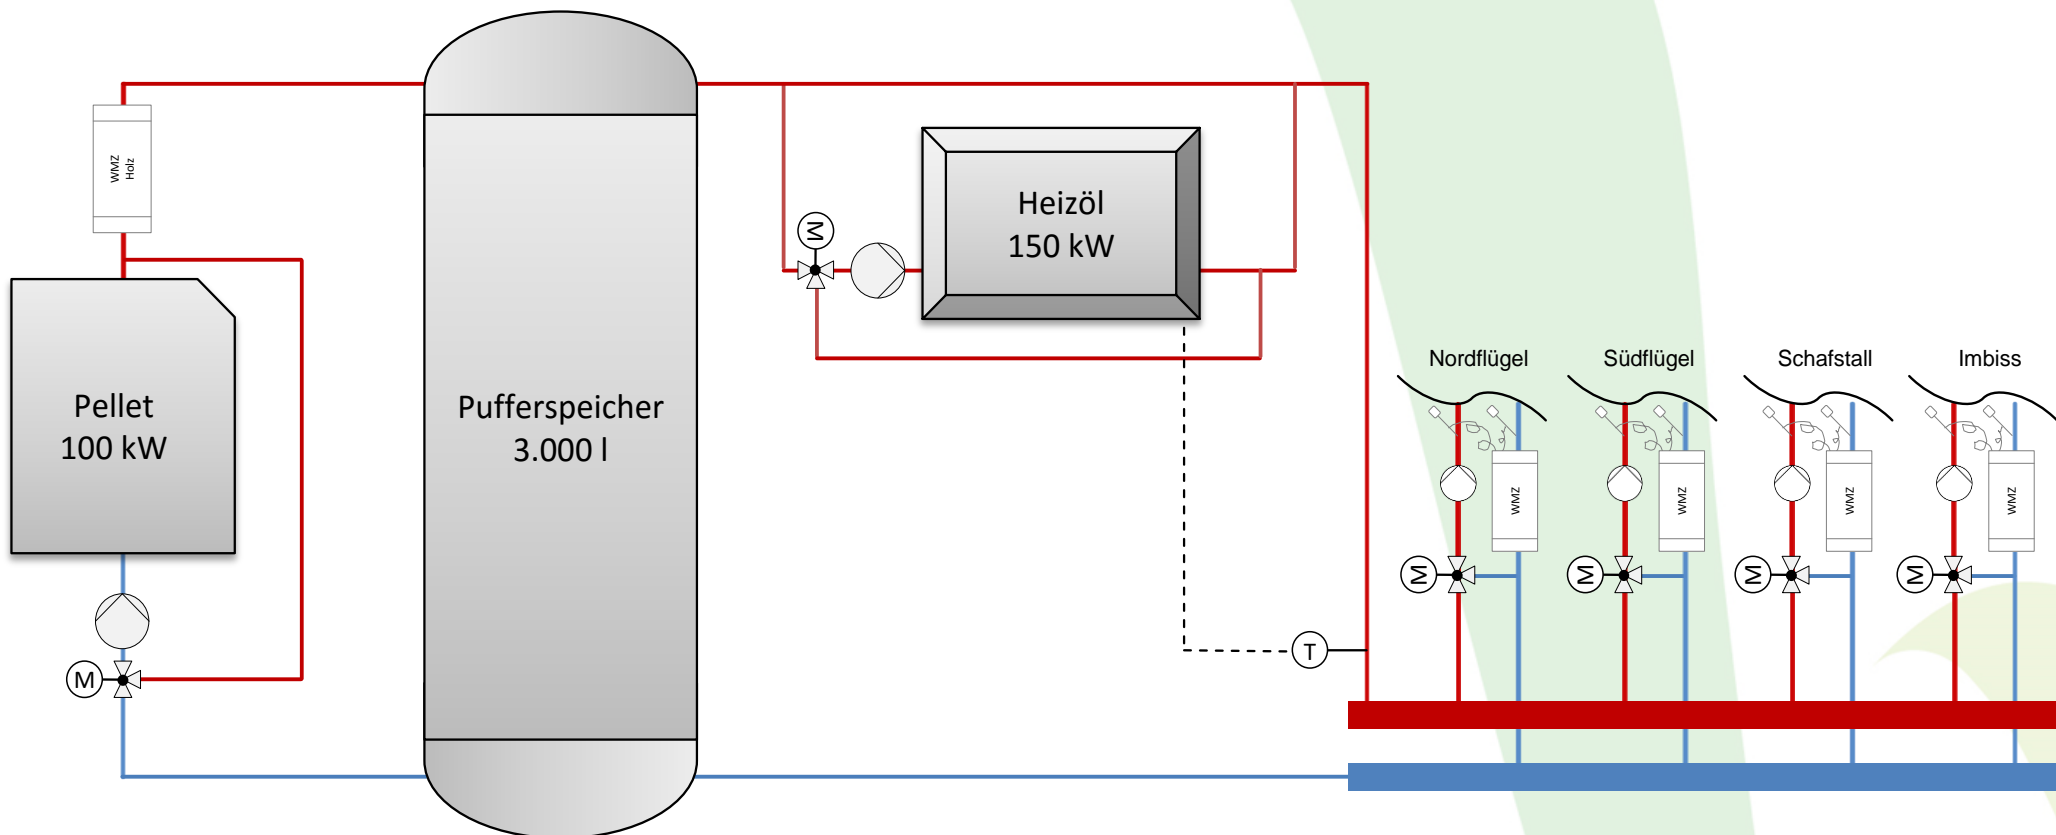 WMZ
Holz
Pellet
100 kW
M
Pufferspeicher
3.000 l
M
Heizöl
150 kW
T
Nordflügel
Südflügel
Schafstall
Imbiss
WMZ
WMZ
WMZ
WMZ
M
M
M
M